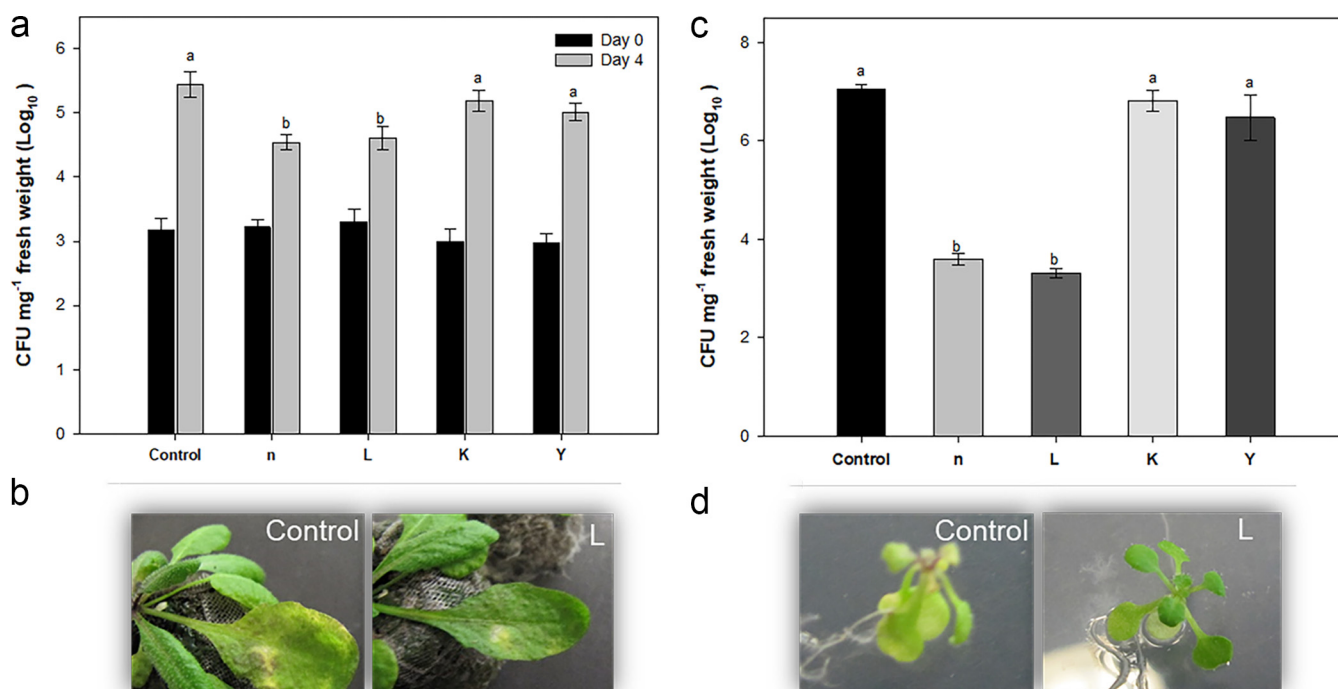 a
CFU mg⁻¹ fresh weight (Log₁₀ )
6
5
4
3
2
1
0
Day 0
Day 4
a
b
b
a
a
Control n L K Y
b
Control
L
c
CFU mg⁻¹ fresh weight (Log₁₀ )
8
6
4
2
0
a
b
b
a
a
Control n L K Y
d
Control
L